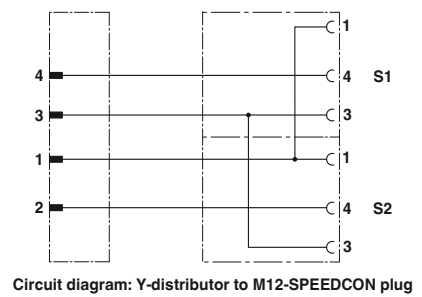 1
4 4 S1
3 3
1 1
2 4 S2
3
Circuit diagram: Y-distributor to M12-SPEEDCON plug